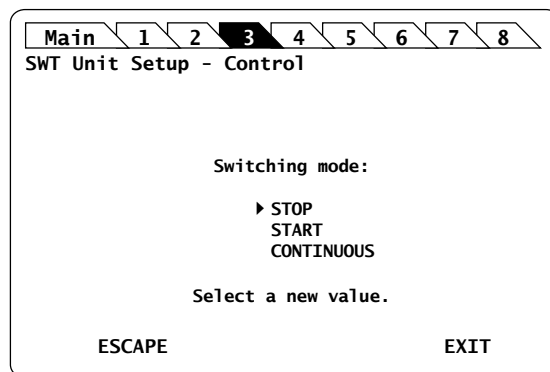 Main 1 2 3 4 5 6 7 8
SWT Unit Setup - Control
Switching mode:
STOP
START
CONTINUOUS
Select a new value.
ESCAPE EXIT